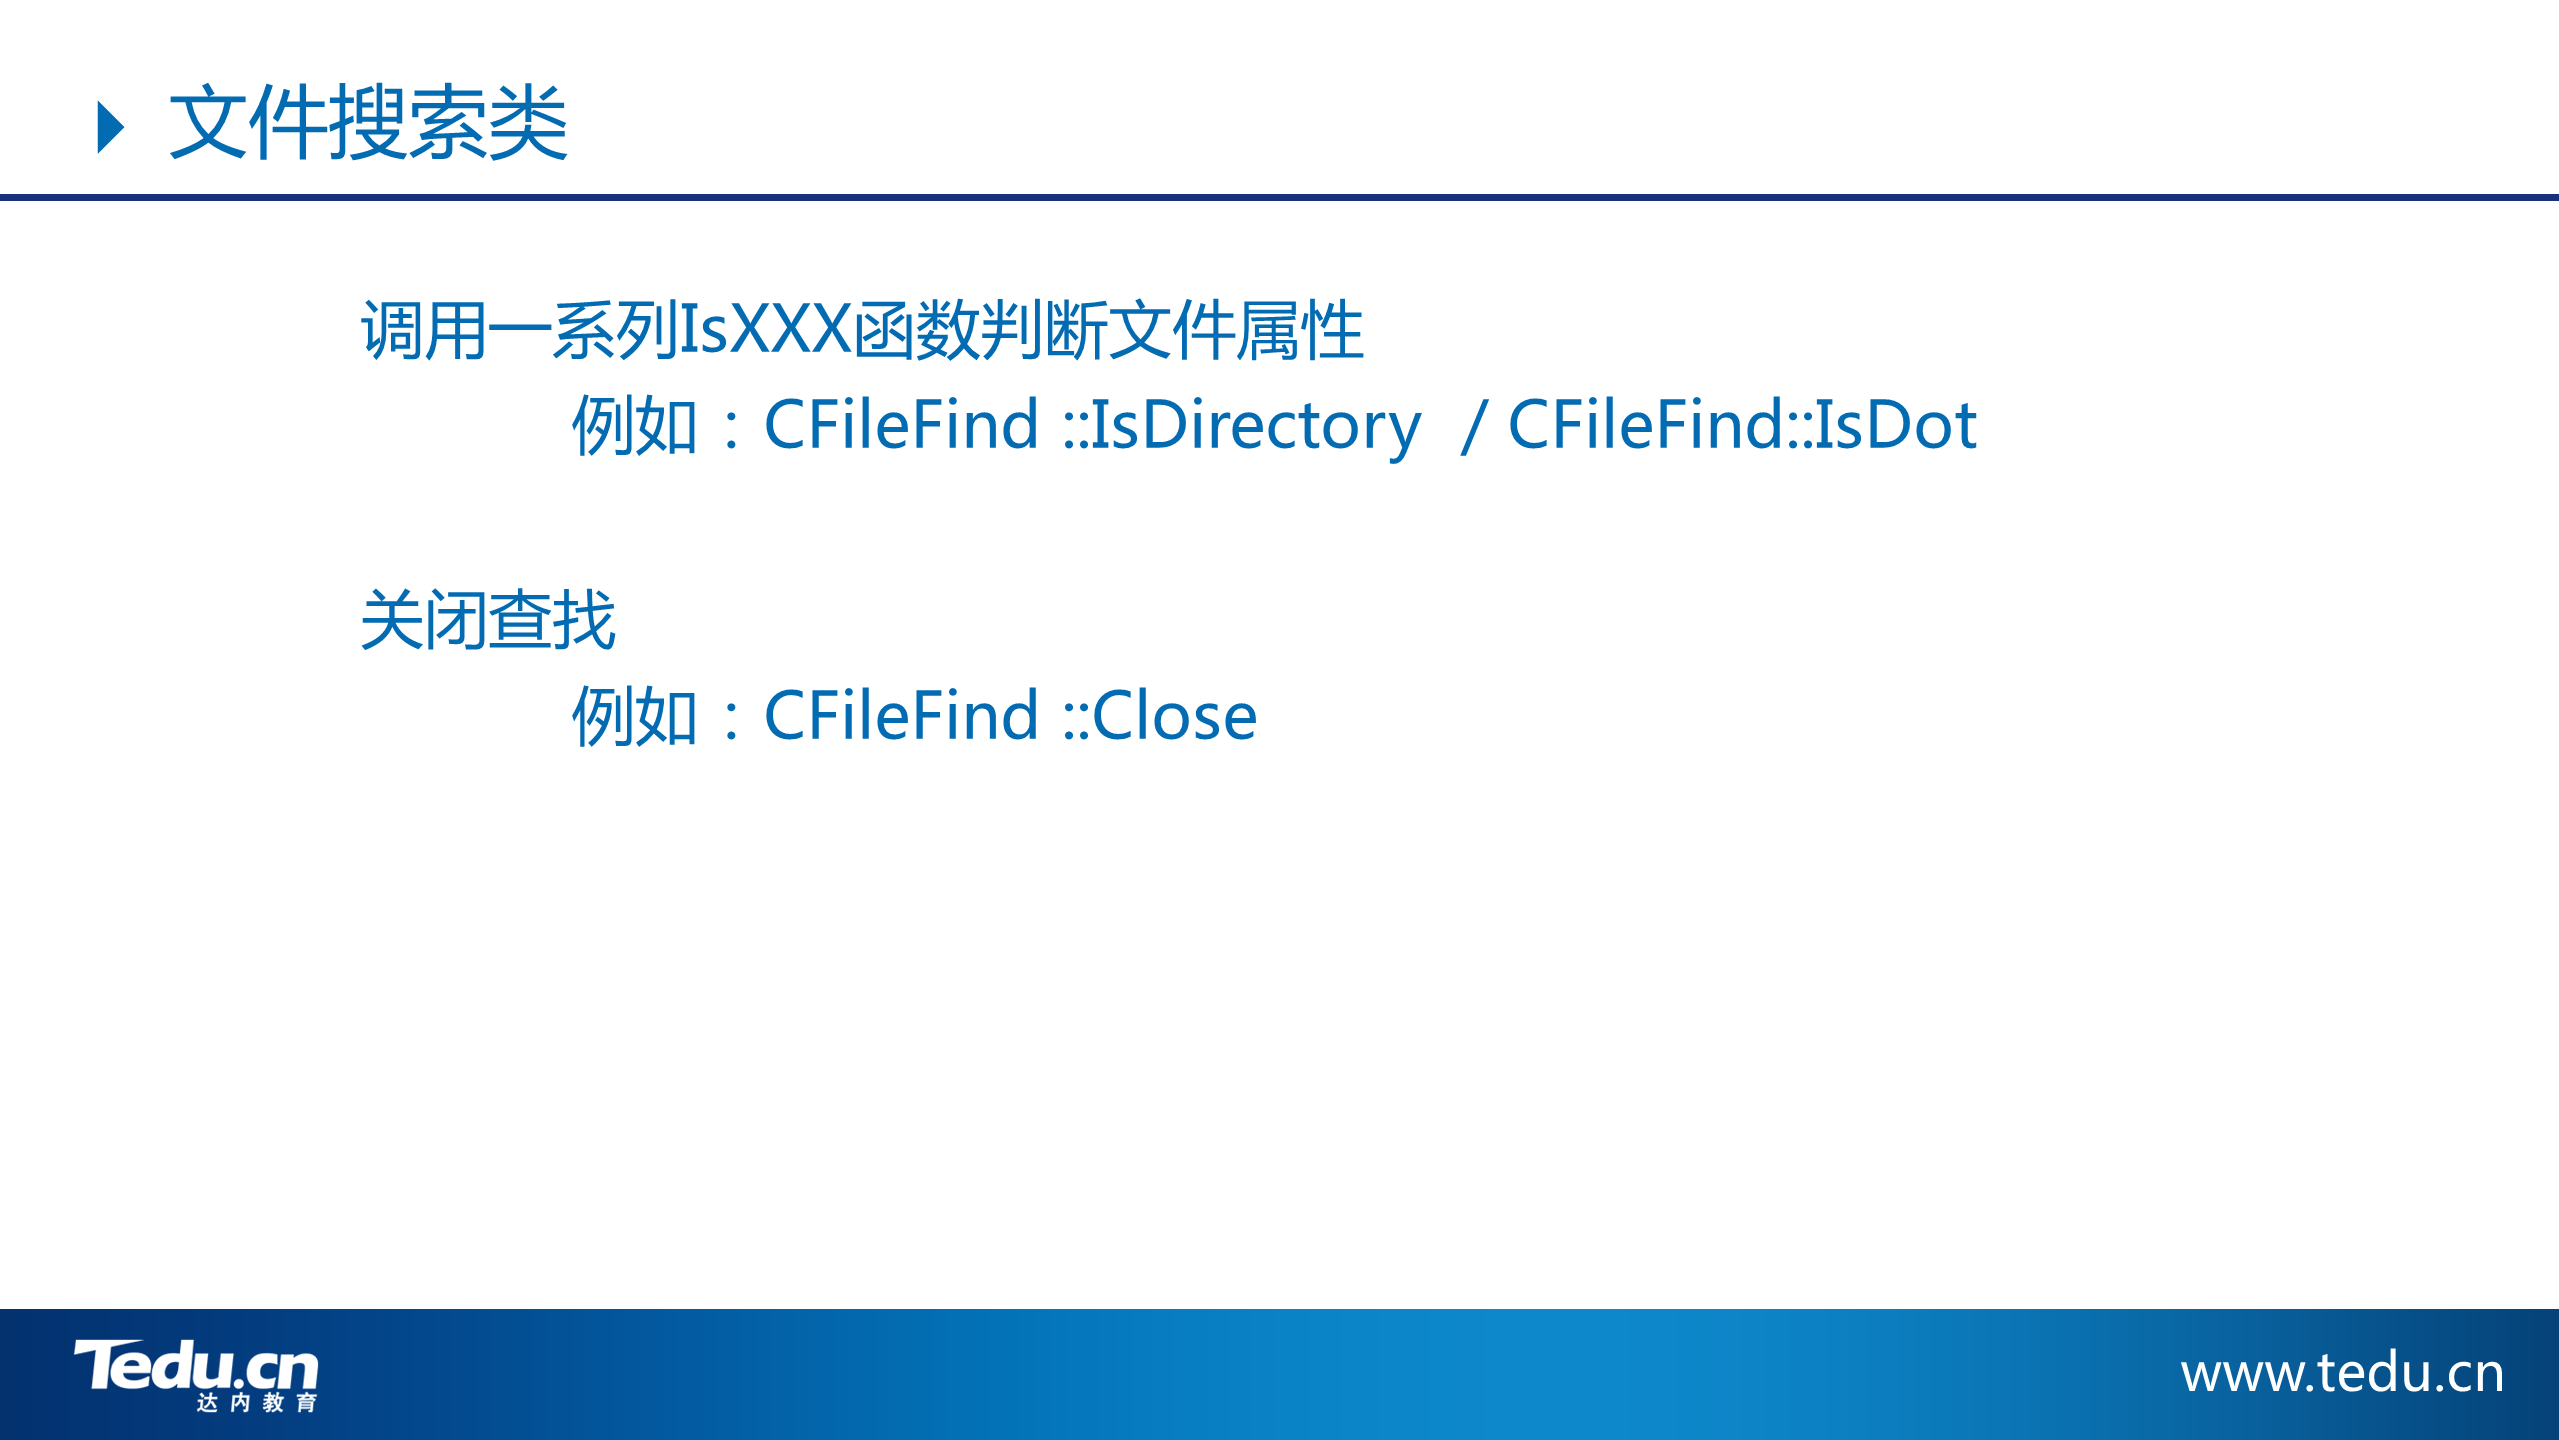 文件搜索类
调用一系列IsXXX函数判断文件属性
例如：CFileFind ::IsDirectory / CFileFind::IsDot
关闭查找
例如：CFileFind ::Close
Tedu.cn
达内教育
www.tedu.cn